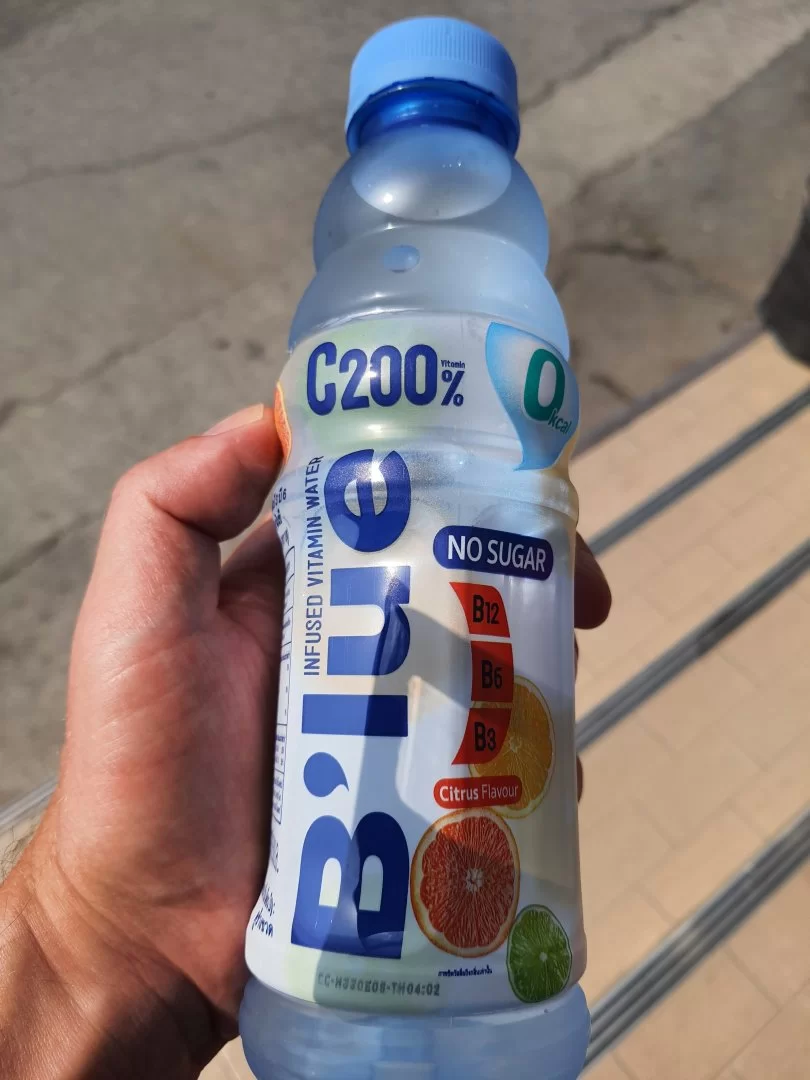 C200%
Vitamin
0
kcal
B'lue
INFUSED VITAMIN WATER
NO SUGAR
B12
B6
B3
Citrus Flavour